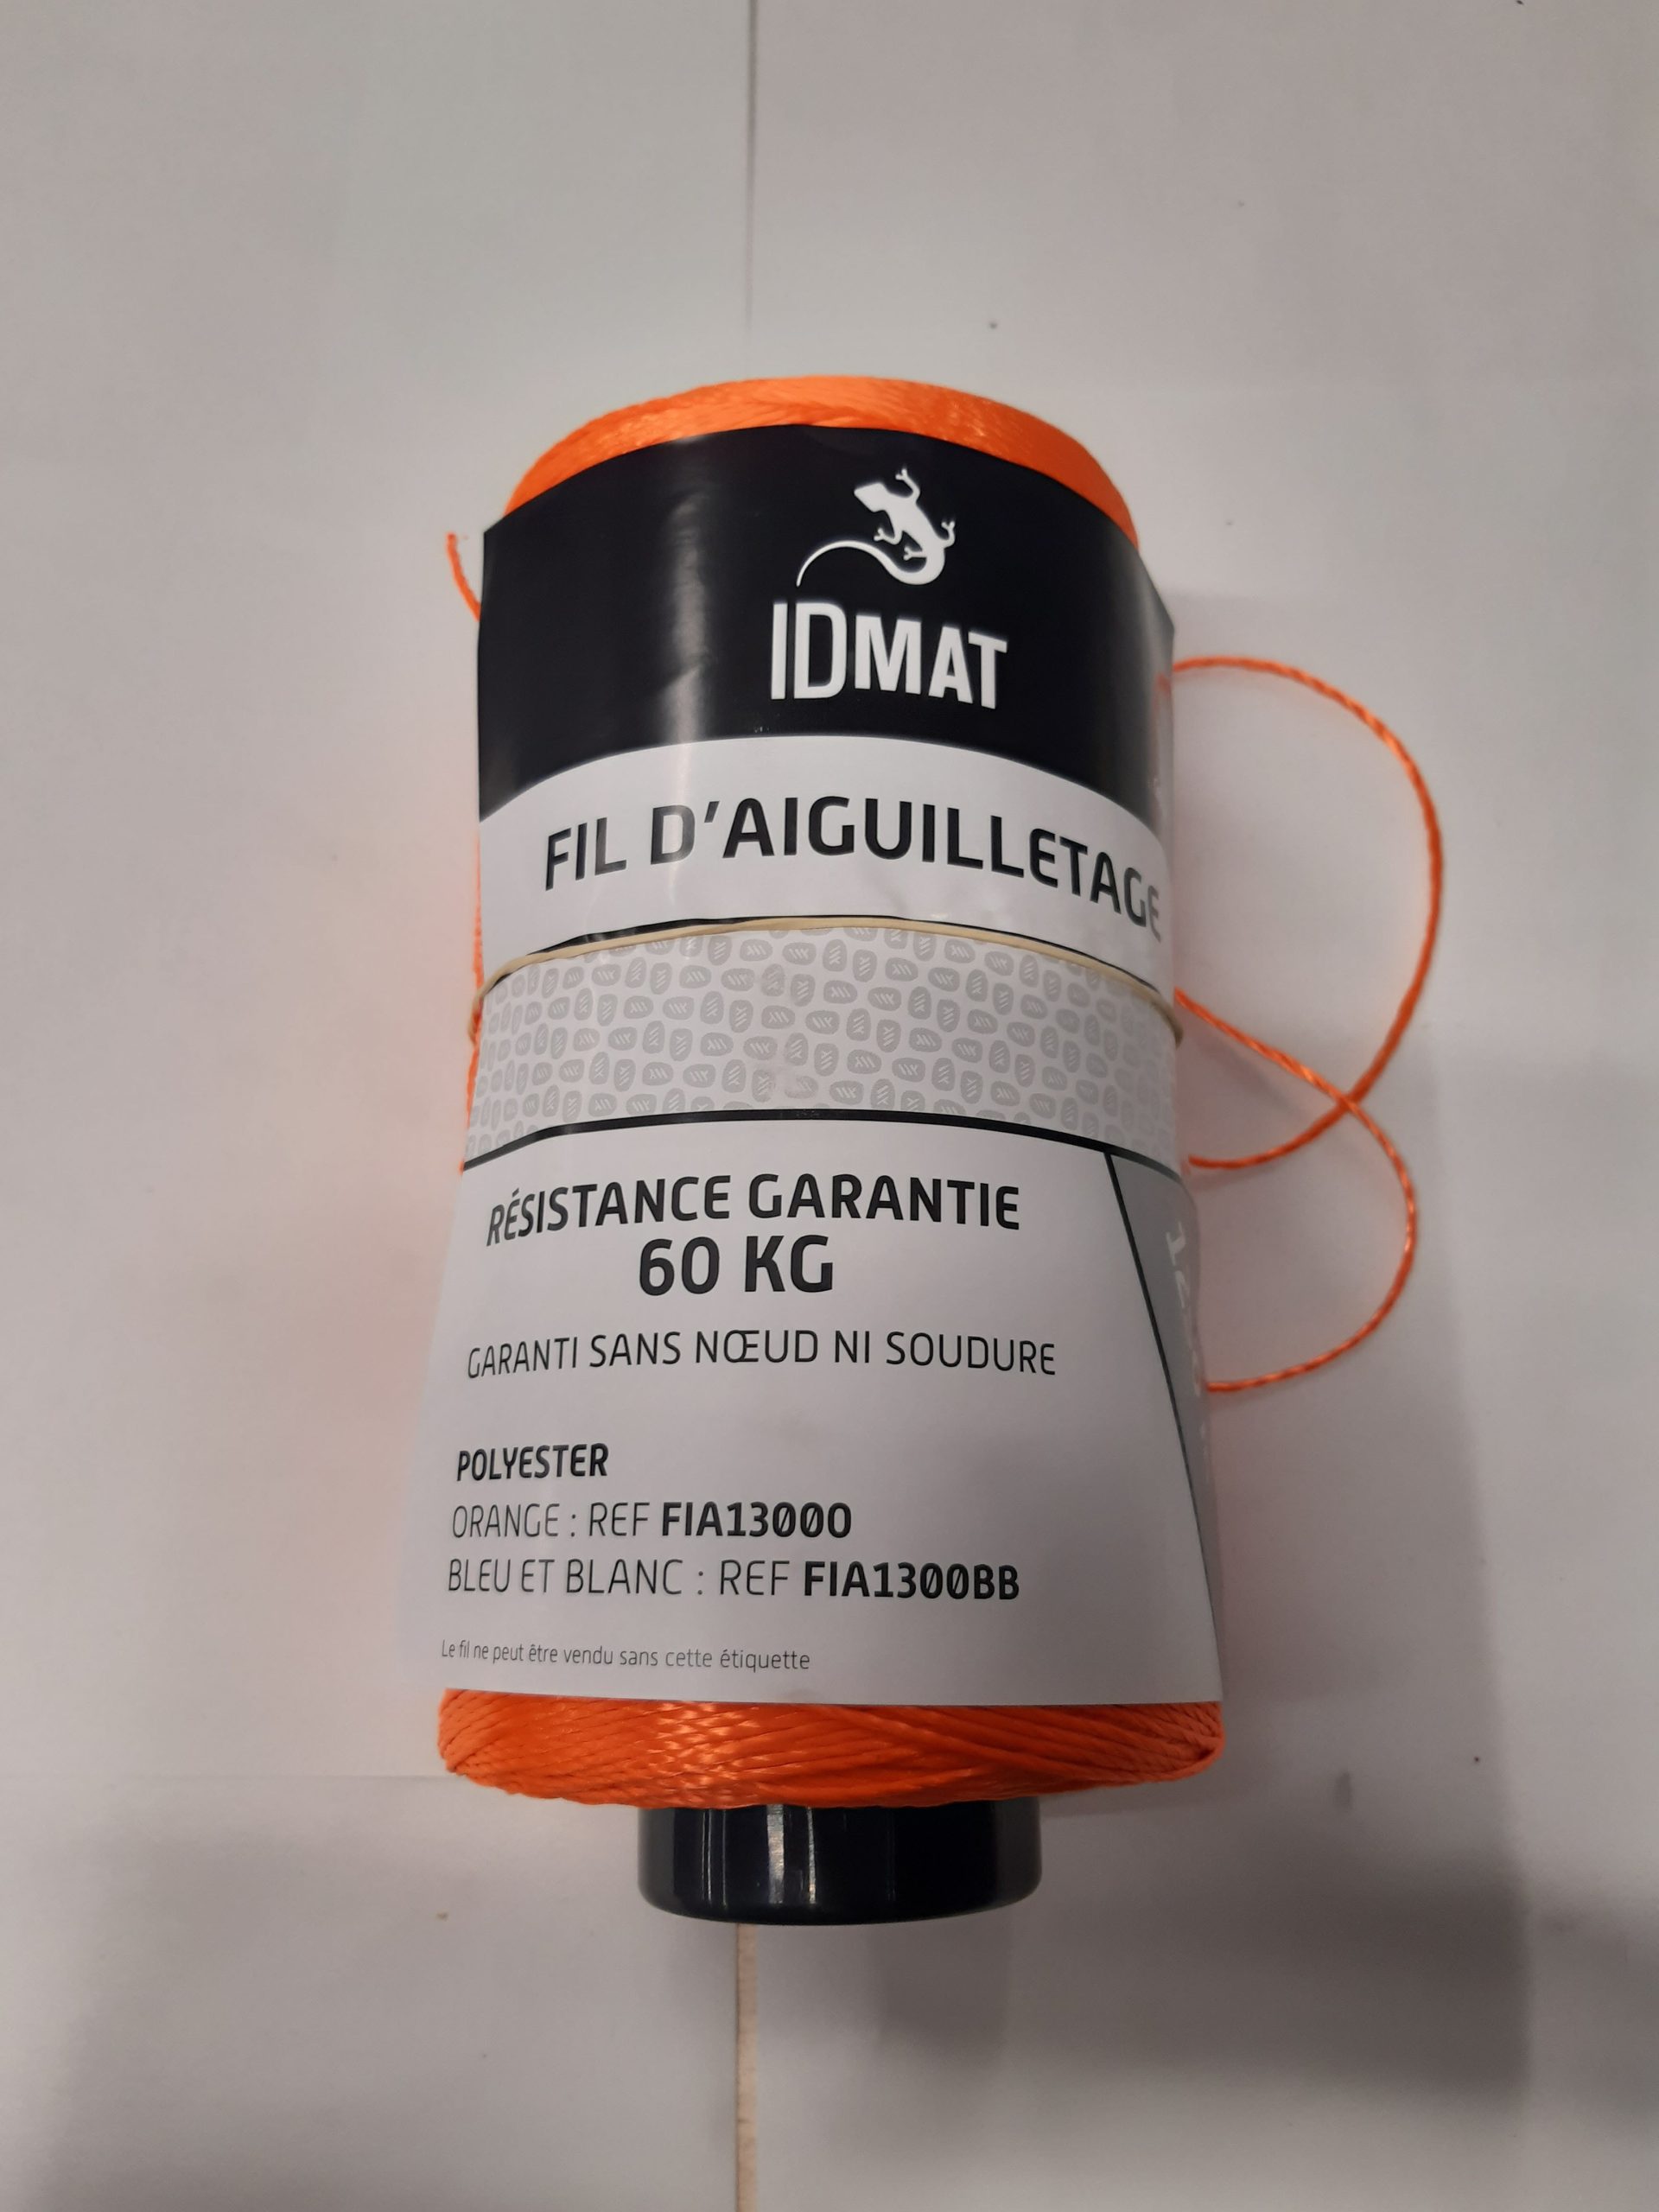 IDMAT
FIL D'AIGUILLETAGE
RÉSISTANCE GARANTIE
60 KG
GARANTI SANS NŒUD NI SOUDURE
POLYESTER
ORANGE : REF FIA1300O
BLEU ET BLANC : REF FIA1300BB
Le fil ne peut être vendu sans cette étiquette